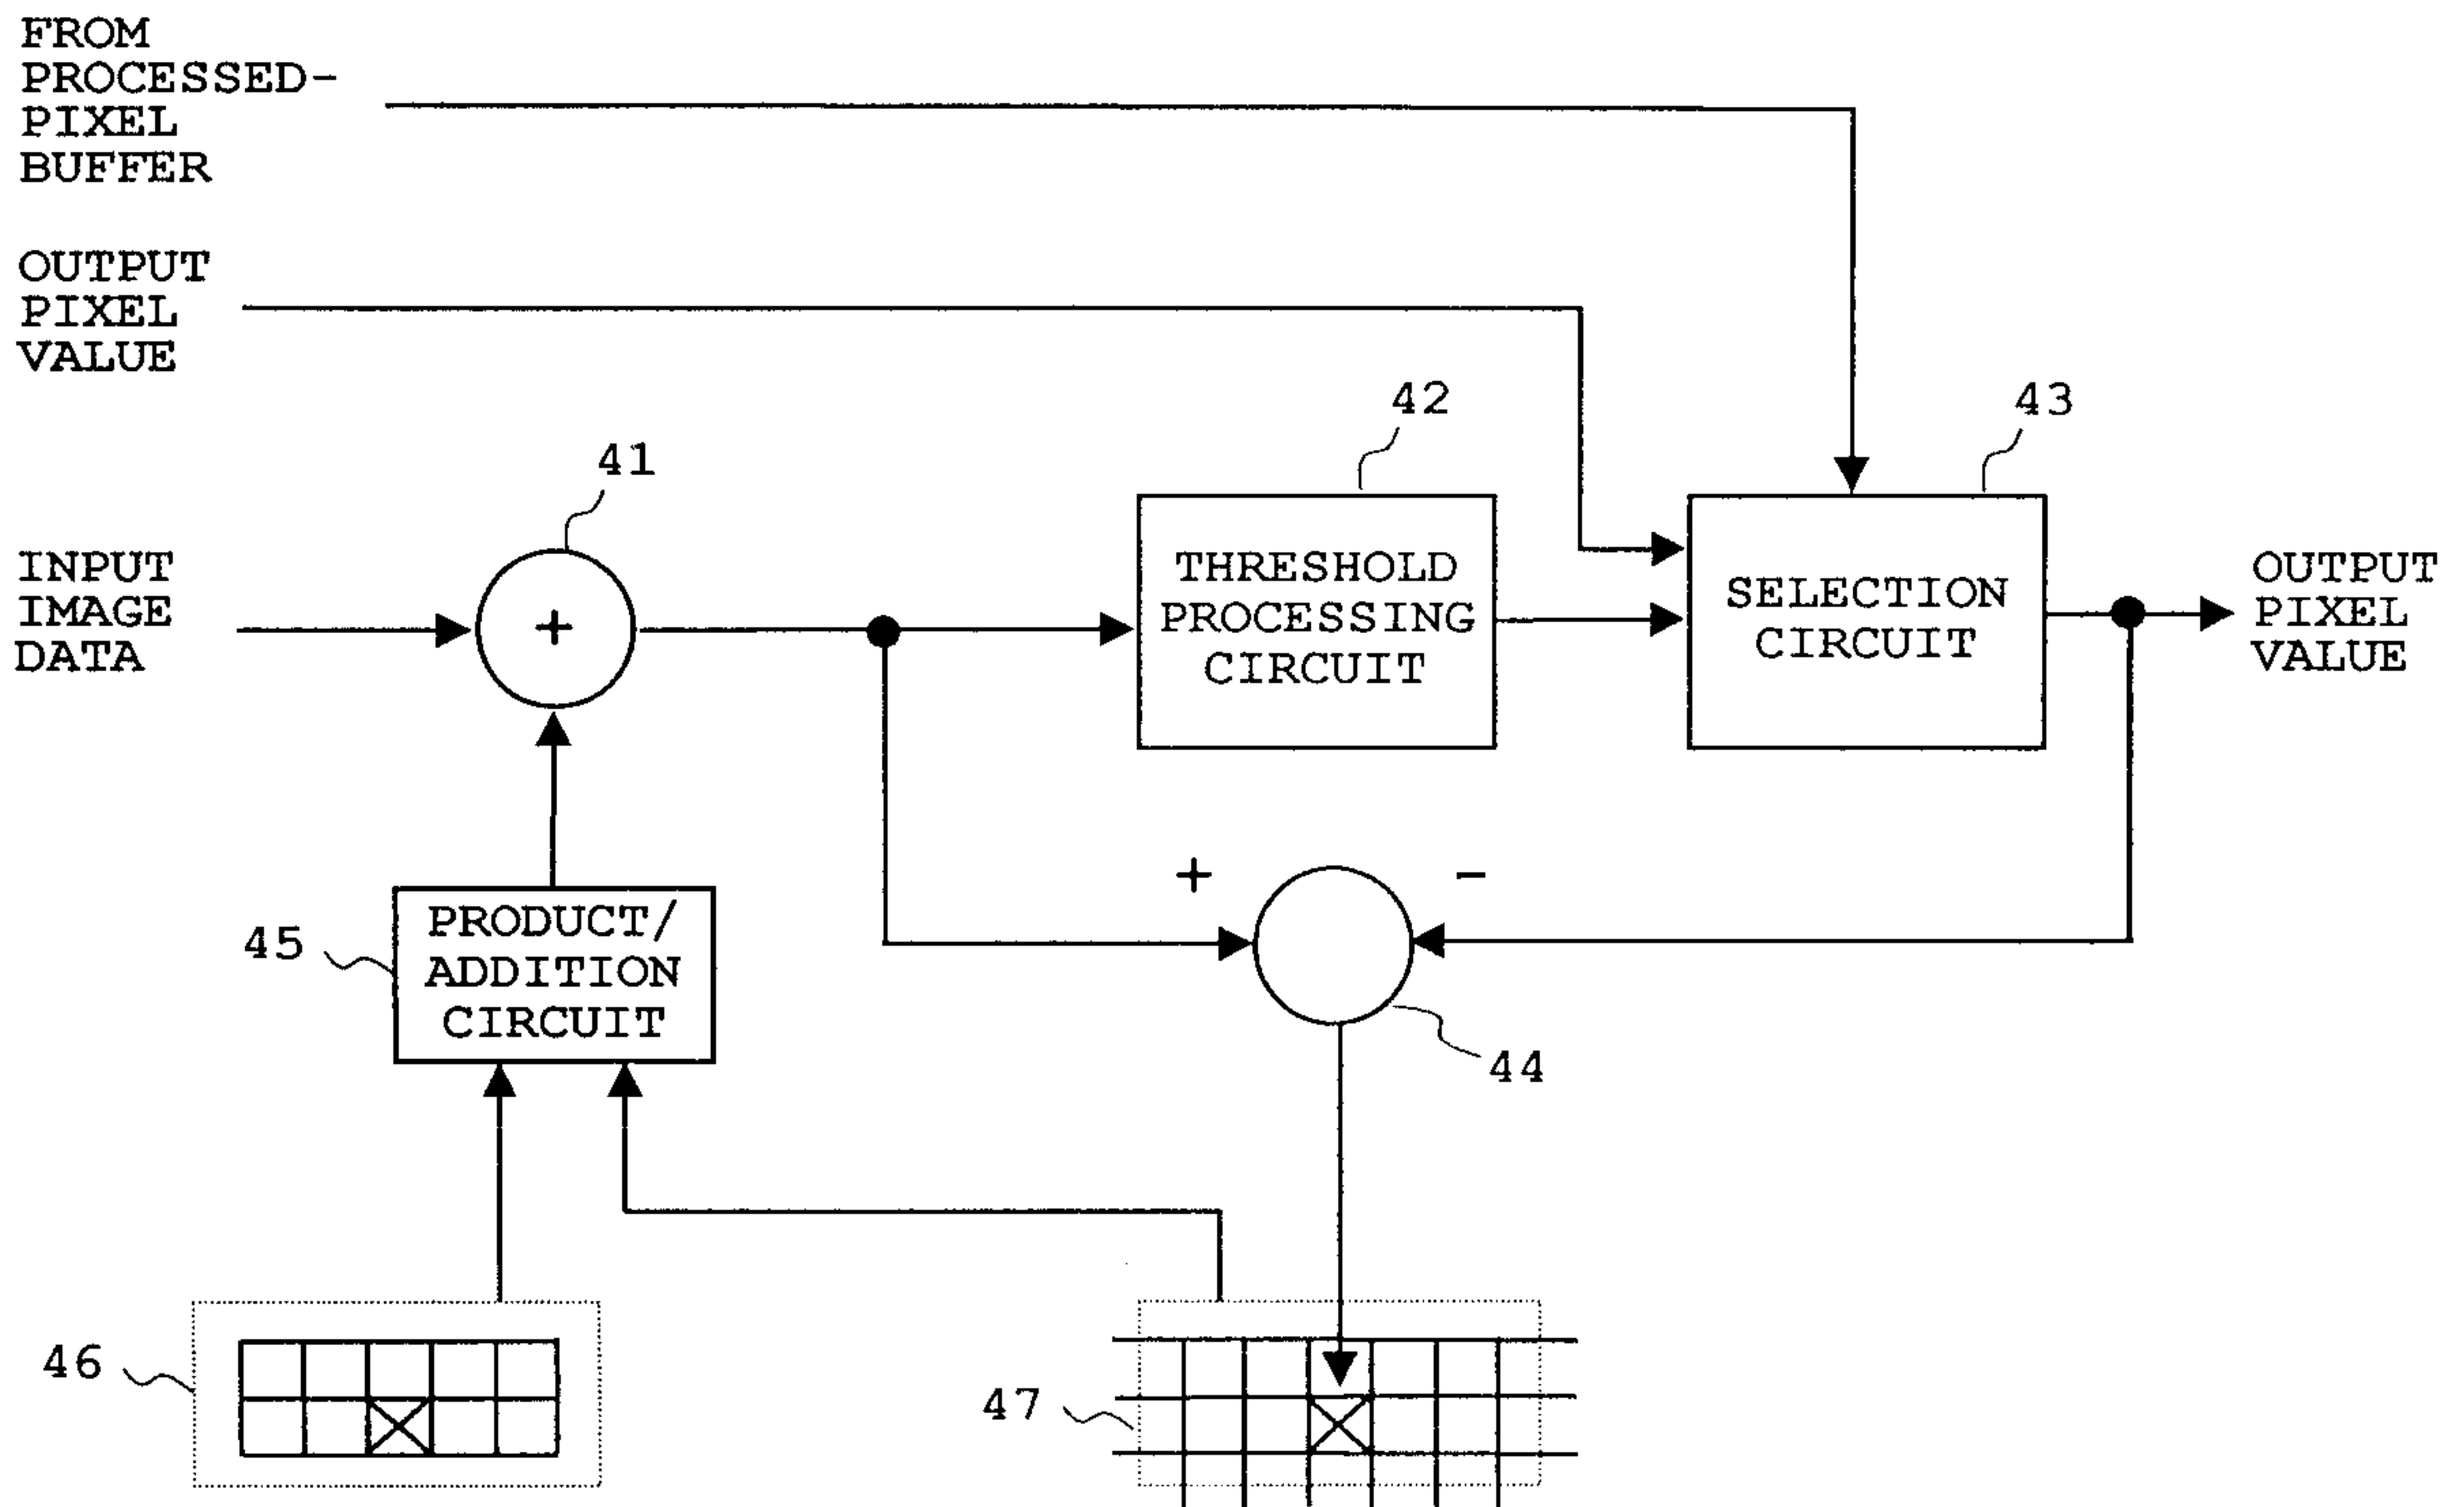 FROM
PROCESSED-
PIXEL
BUFFER
OUTPUT
PIXEL
VALUE
42
43
41
INPUT
IMAGE
DATA
+
THRESHOLD
PROCESSING
CIRCUIT
SELECTION
CIRCUIT
OUTPUT
PIXEL
VALUE
+
-
45
PRODUCT/
ADDITION
CIRCUIT
44
46
47